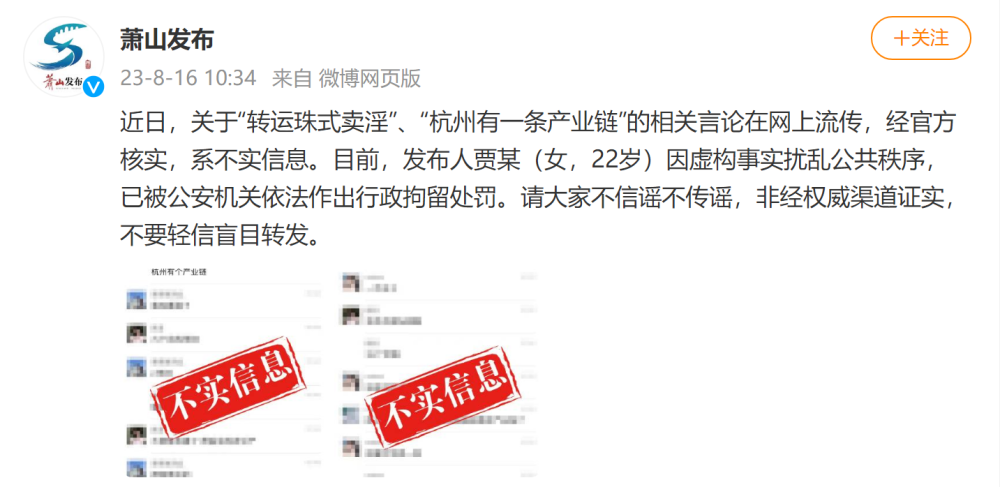 萧山发布
＋关注
23-8-16 10:34 来自 微博网页版
萧山发布
近日，关于“转运珠式卖淫”、“杭州有一条产业链”的相关言论在网上流传，经官方
核实，系不实信息。目前，发布人贾某（女，22岁）因虚构事实扰乱公共秩序，
已被公安机关依法作出行政拘留处罚。请大家不信谣不传谣，非经权威渠道证实，
不要轻信盲目转发。
杭州有个产业链
不实信息
不实信息